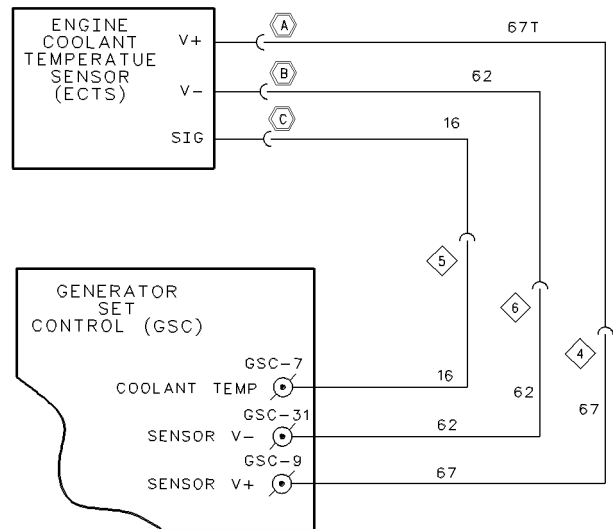 ENGINE
COOLANT
TEMPERATUE
SENSOR
(ECTS)
V+
A
67T
V-
B
62
SIG
C
16
5
6
4
GENERATOR
SET
CONTROL (GSC)
GSC-7
COOLANT TEMP
16
62
67
GSC-31
SENSOR V-
62
GSC-9
SENSOR V+
67